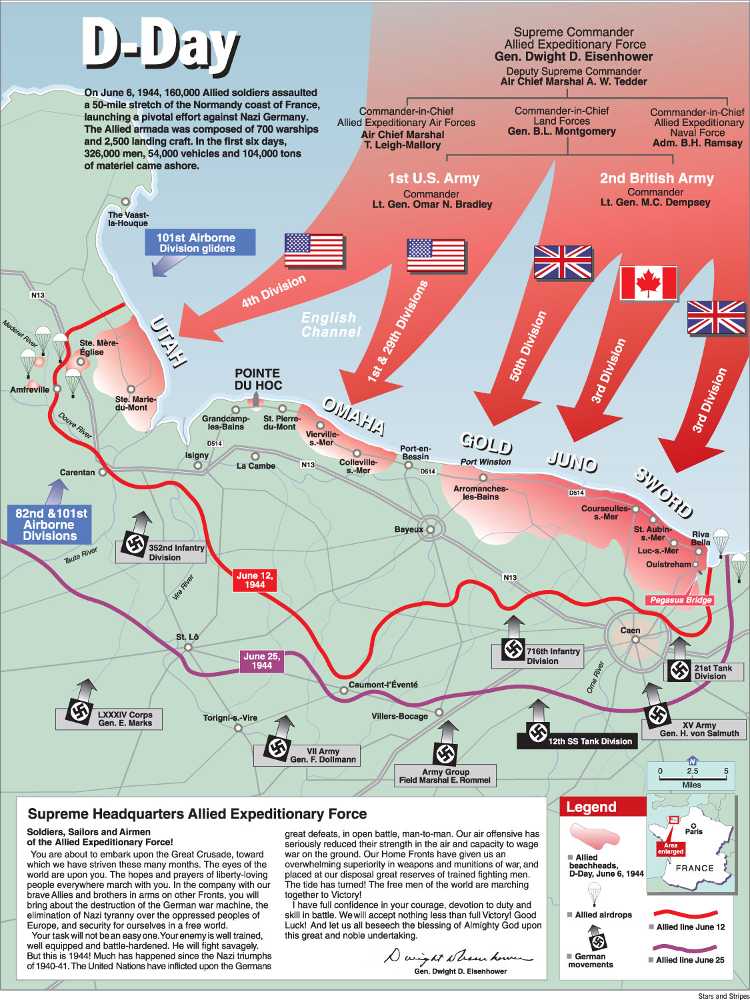 D-Day
On June 6, 1944, 160,000 Allied soldiers assaulted
a 50-mile stretch of the Normandy coast of France,
launching a pivotal effort against Nazi Germany.
The Allied armada was composed of 700 warships
and 2,500 landing craft. In the first six days,
326,000 men, 54,000 vehicles and 104,000 tons
of materiel came ashore.
Supreme Commander
Allied Expeditionary Force
Gen. Dwight D. Eisenhower
Deputy Supreme Commander
Air Chief Marshal A. W. Tedder
Commander-in-Chief
Allied Expeditionary Air Forces
Air Chief Marshal
T. Leigh-Mallory
Commander-in-Chief
Land Forces
Gen. B.L. Montgomery
Commander-in-Chief
Allied Expeditionary
Naval Force
Adm. B.H. Ramsay
1st U.S. Army
Commander
Lt. Gen. Omar N. Bradley
2nd British Army
Commander
Lt. Gen. M.C. Dempsey
The Vaast-
la-Houque
101st Airborne
Division gliders
4th Division
1st & 29th Divisions
50th Division
3rd Division
3rd Division
English
Channel
N13
Mederet River
Ste. Mère-
Église
UTAH
Amfreville
Ste. Marie-
du-Mont
Douve River
POINTE
DU HOC
Grandcamp-
les-Bains
St. Pierre-
du-Mont
OMAHA
Vierville-
s.-Mer
Colleville-
s.-Mer
Port-en-
Bessin
GOLD
Port Winston
JUNO
SWORD
D514
Isigny
La Cambe
N13
D514
Carentan
Arromanches-
les-Bains
D514
Courseulles-
s.-Mer
St. Aubin-
s.-Mer
Luc-s.-Mer
Riva
Bella
Ouistreham
Pegasus Bridge
82nd &101st
Airborne
Divisions
Bayeux
352nd Infantry
Division
Taute River
Vire River
June 12,
1944
N13
Caen
St. Lô
June 25,
1944
716th Infantry
Division
21st Tank
Division
Orne River
Caumont-l’Éventé
LXXXIV Corps
Gen. E. Marks
Torigni-s.-Vire
Villers-Bocage
VII Army
Gen. F. Dollmann
12th SS Tank Division
XV Army
Gen. H. von Salmuth
Army Group
Field Marshal E. Rommel
N
0 2.5 5
Miles
Supreme Headquarters Allied Expeditionary Force
Soldiers, Sailors and Airmen
of the Allied Expeditionary Force!
You are about to embark upon the Great Crusade, toward
which we have striven these many months. The eyes of the
world are upon you. The hopes and prayers of liberty-loving
people everywhere march with you. In the company with our
brave Allies and brothers in arms on other Fronts, you will
bring about the destruction of the German war machine, the
elimination of Nazi tyranny over the oppressed peoples of
Europe, and security for ourselves in a free world.
Your task will not be an easy one. Your enemy is well trained,
well equipped and battle-hardened. He will fight savagely.
But this is 1944! Much has happened since the Nazi triumphs
of 1940-41. The United Nations have inflicted upon the Germans
great defeats, in open battle, man-to-man. Our air offensive has
seriously reduced their strength in the air and capacity to wage
war on the ground. Our Home Fronts have given us an
overwhelming superiority in weapons and munitions of war, and
placed at our disposal great reserves of trained fighting men.
The tide has turned! The free men of the world are marching
together to Victory!
I have full confidence in your courage, devotion to duty and
skill in battle. We will accept nothing less than full Victory! Good
Luck! And let us all beseech the blessing of Almighty God upon
this great and noble undertaking.
Dwight D Eisenhower
Gen. Dwight D. Eisenhower
Legend
Allied
beachheads,
D-Day, June 6, 1944
Allied airdrops
German
movements
Paris
Area
enlarged
FRANCE
Allied line June 12
Allied line June 25
Stars and Stripes